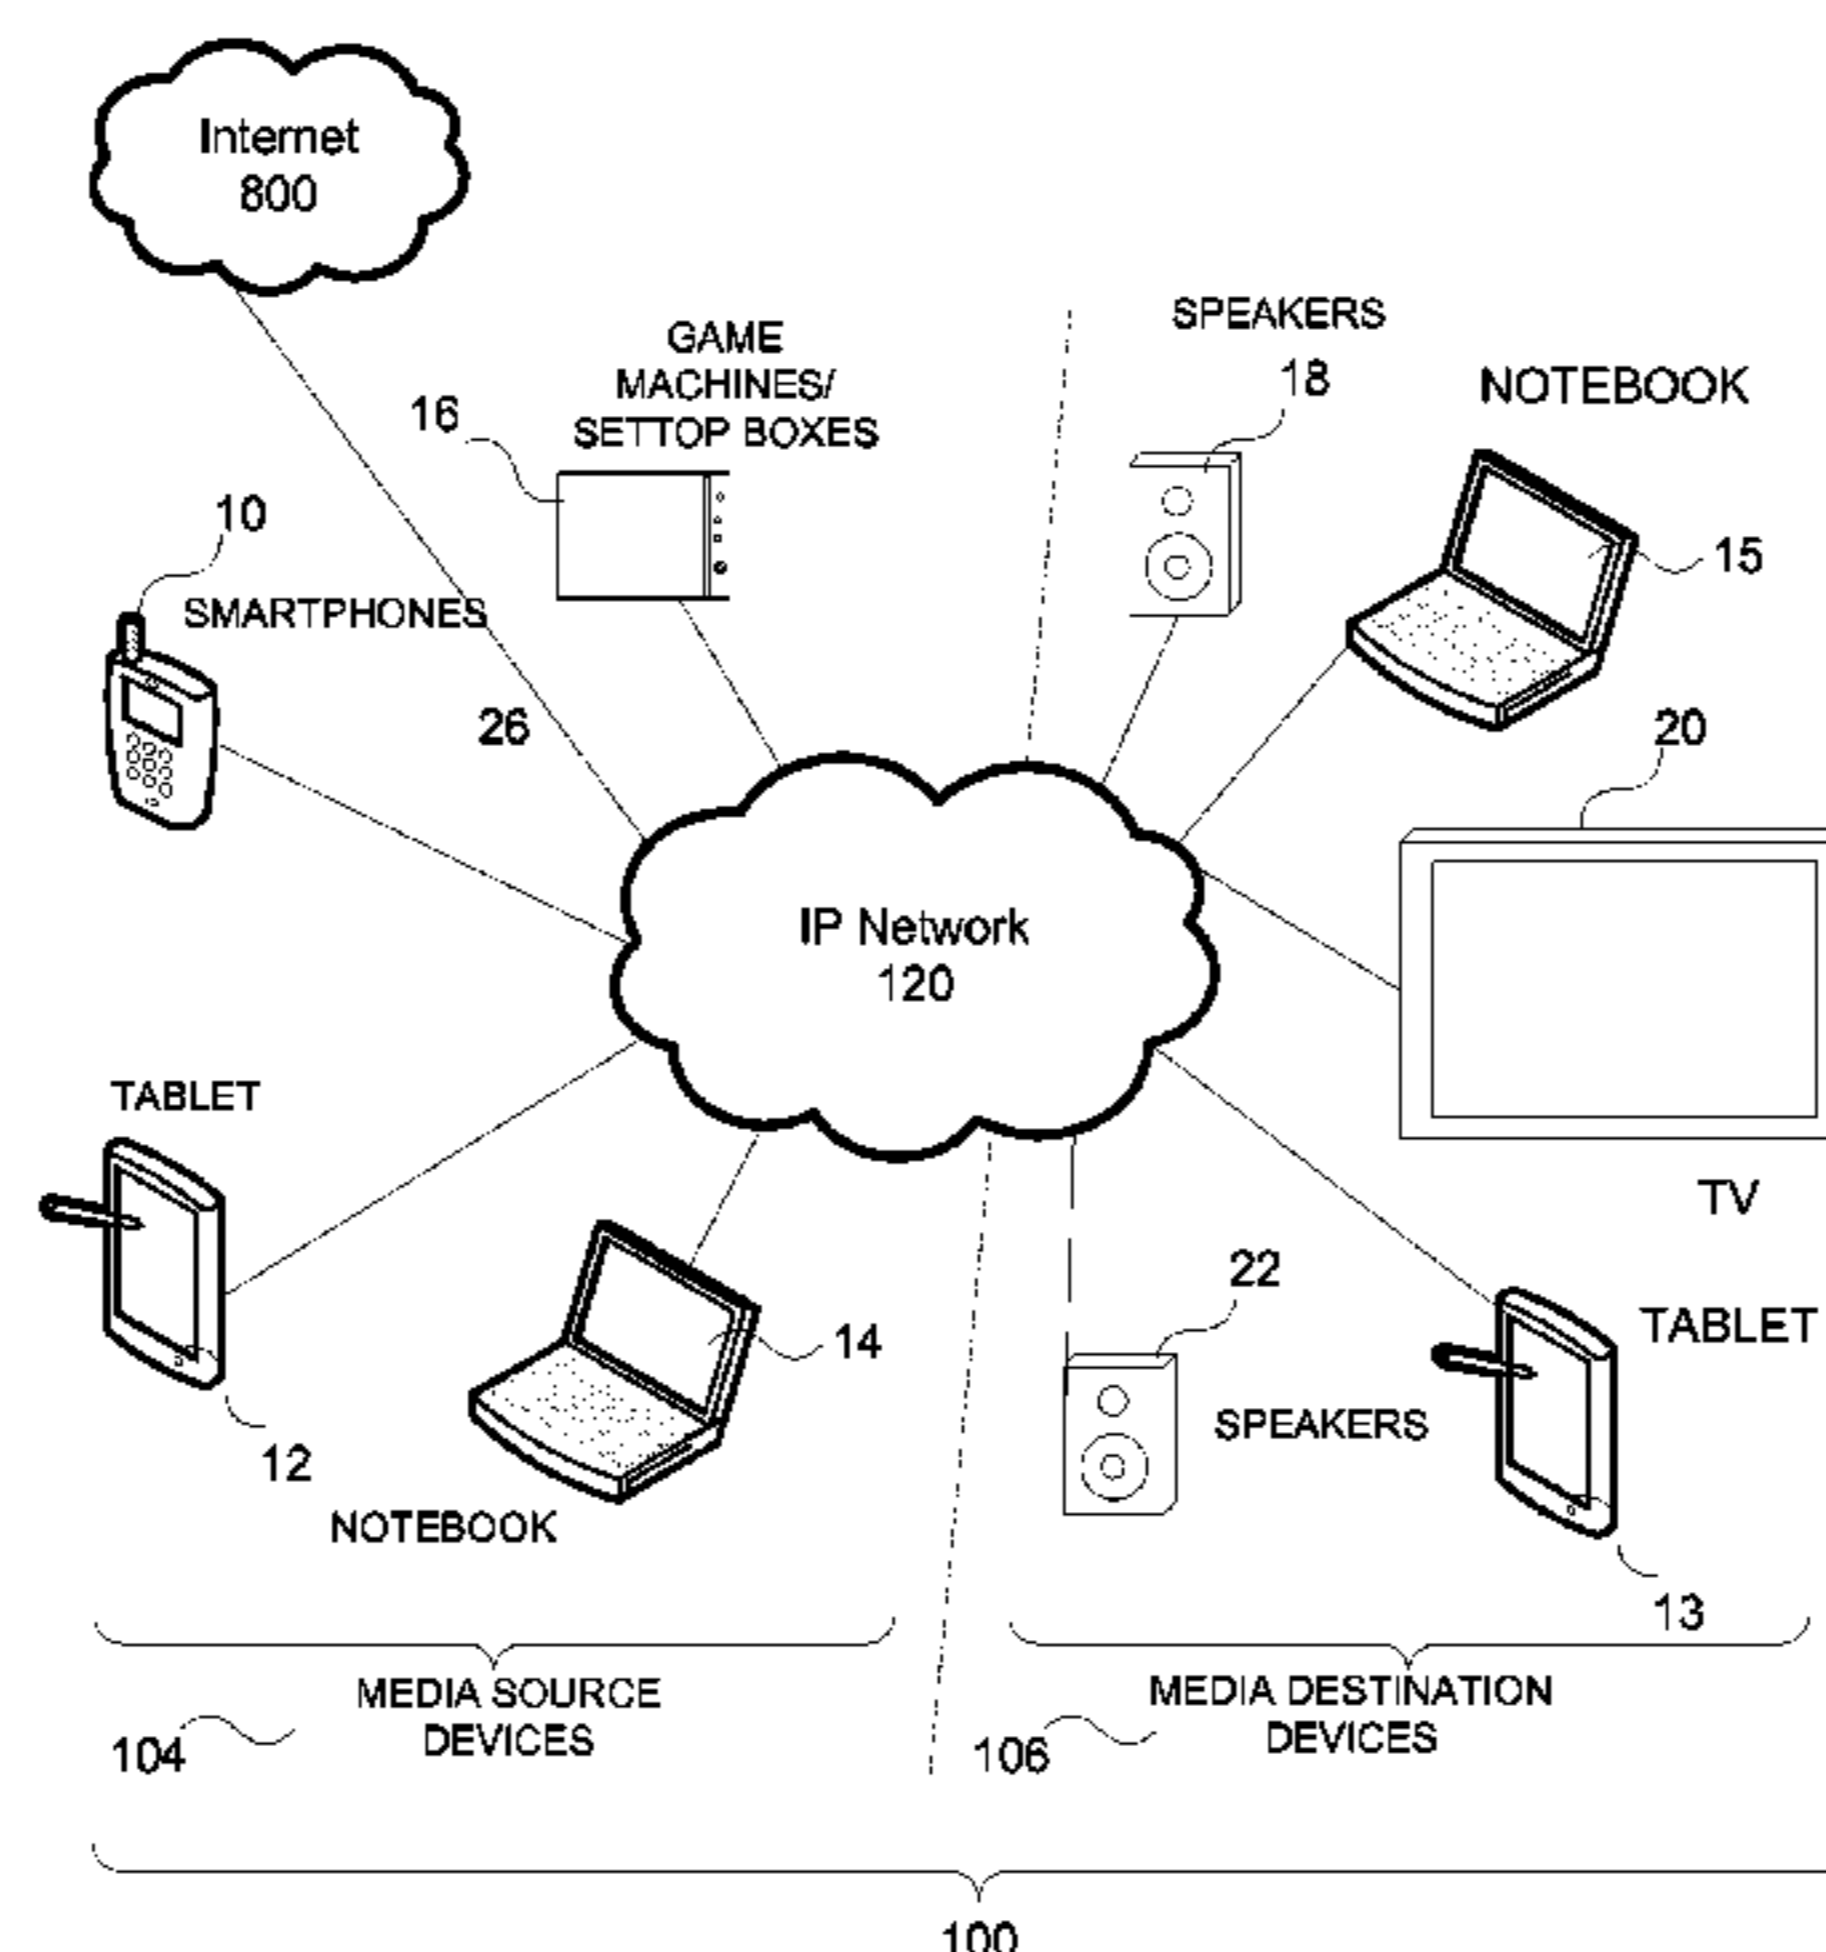 Internet
800
GAME
MACHINES/
SETTOP BOXES
16
SPEAKERS
18
NOTEBOOK
15
10
SMARTPHONES
26
20
IP Network
120
TV
TABLET
12
14
NOTEBOOK
22
SPEAKERS
TABLET
13
MEDIA SOURCE
DEVICES
104
MEDIA DESTINATION
DEVICES
106
100